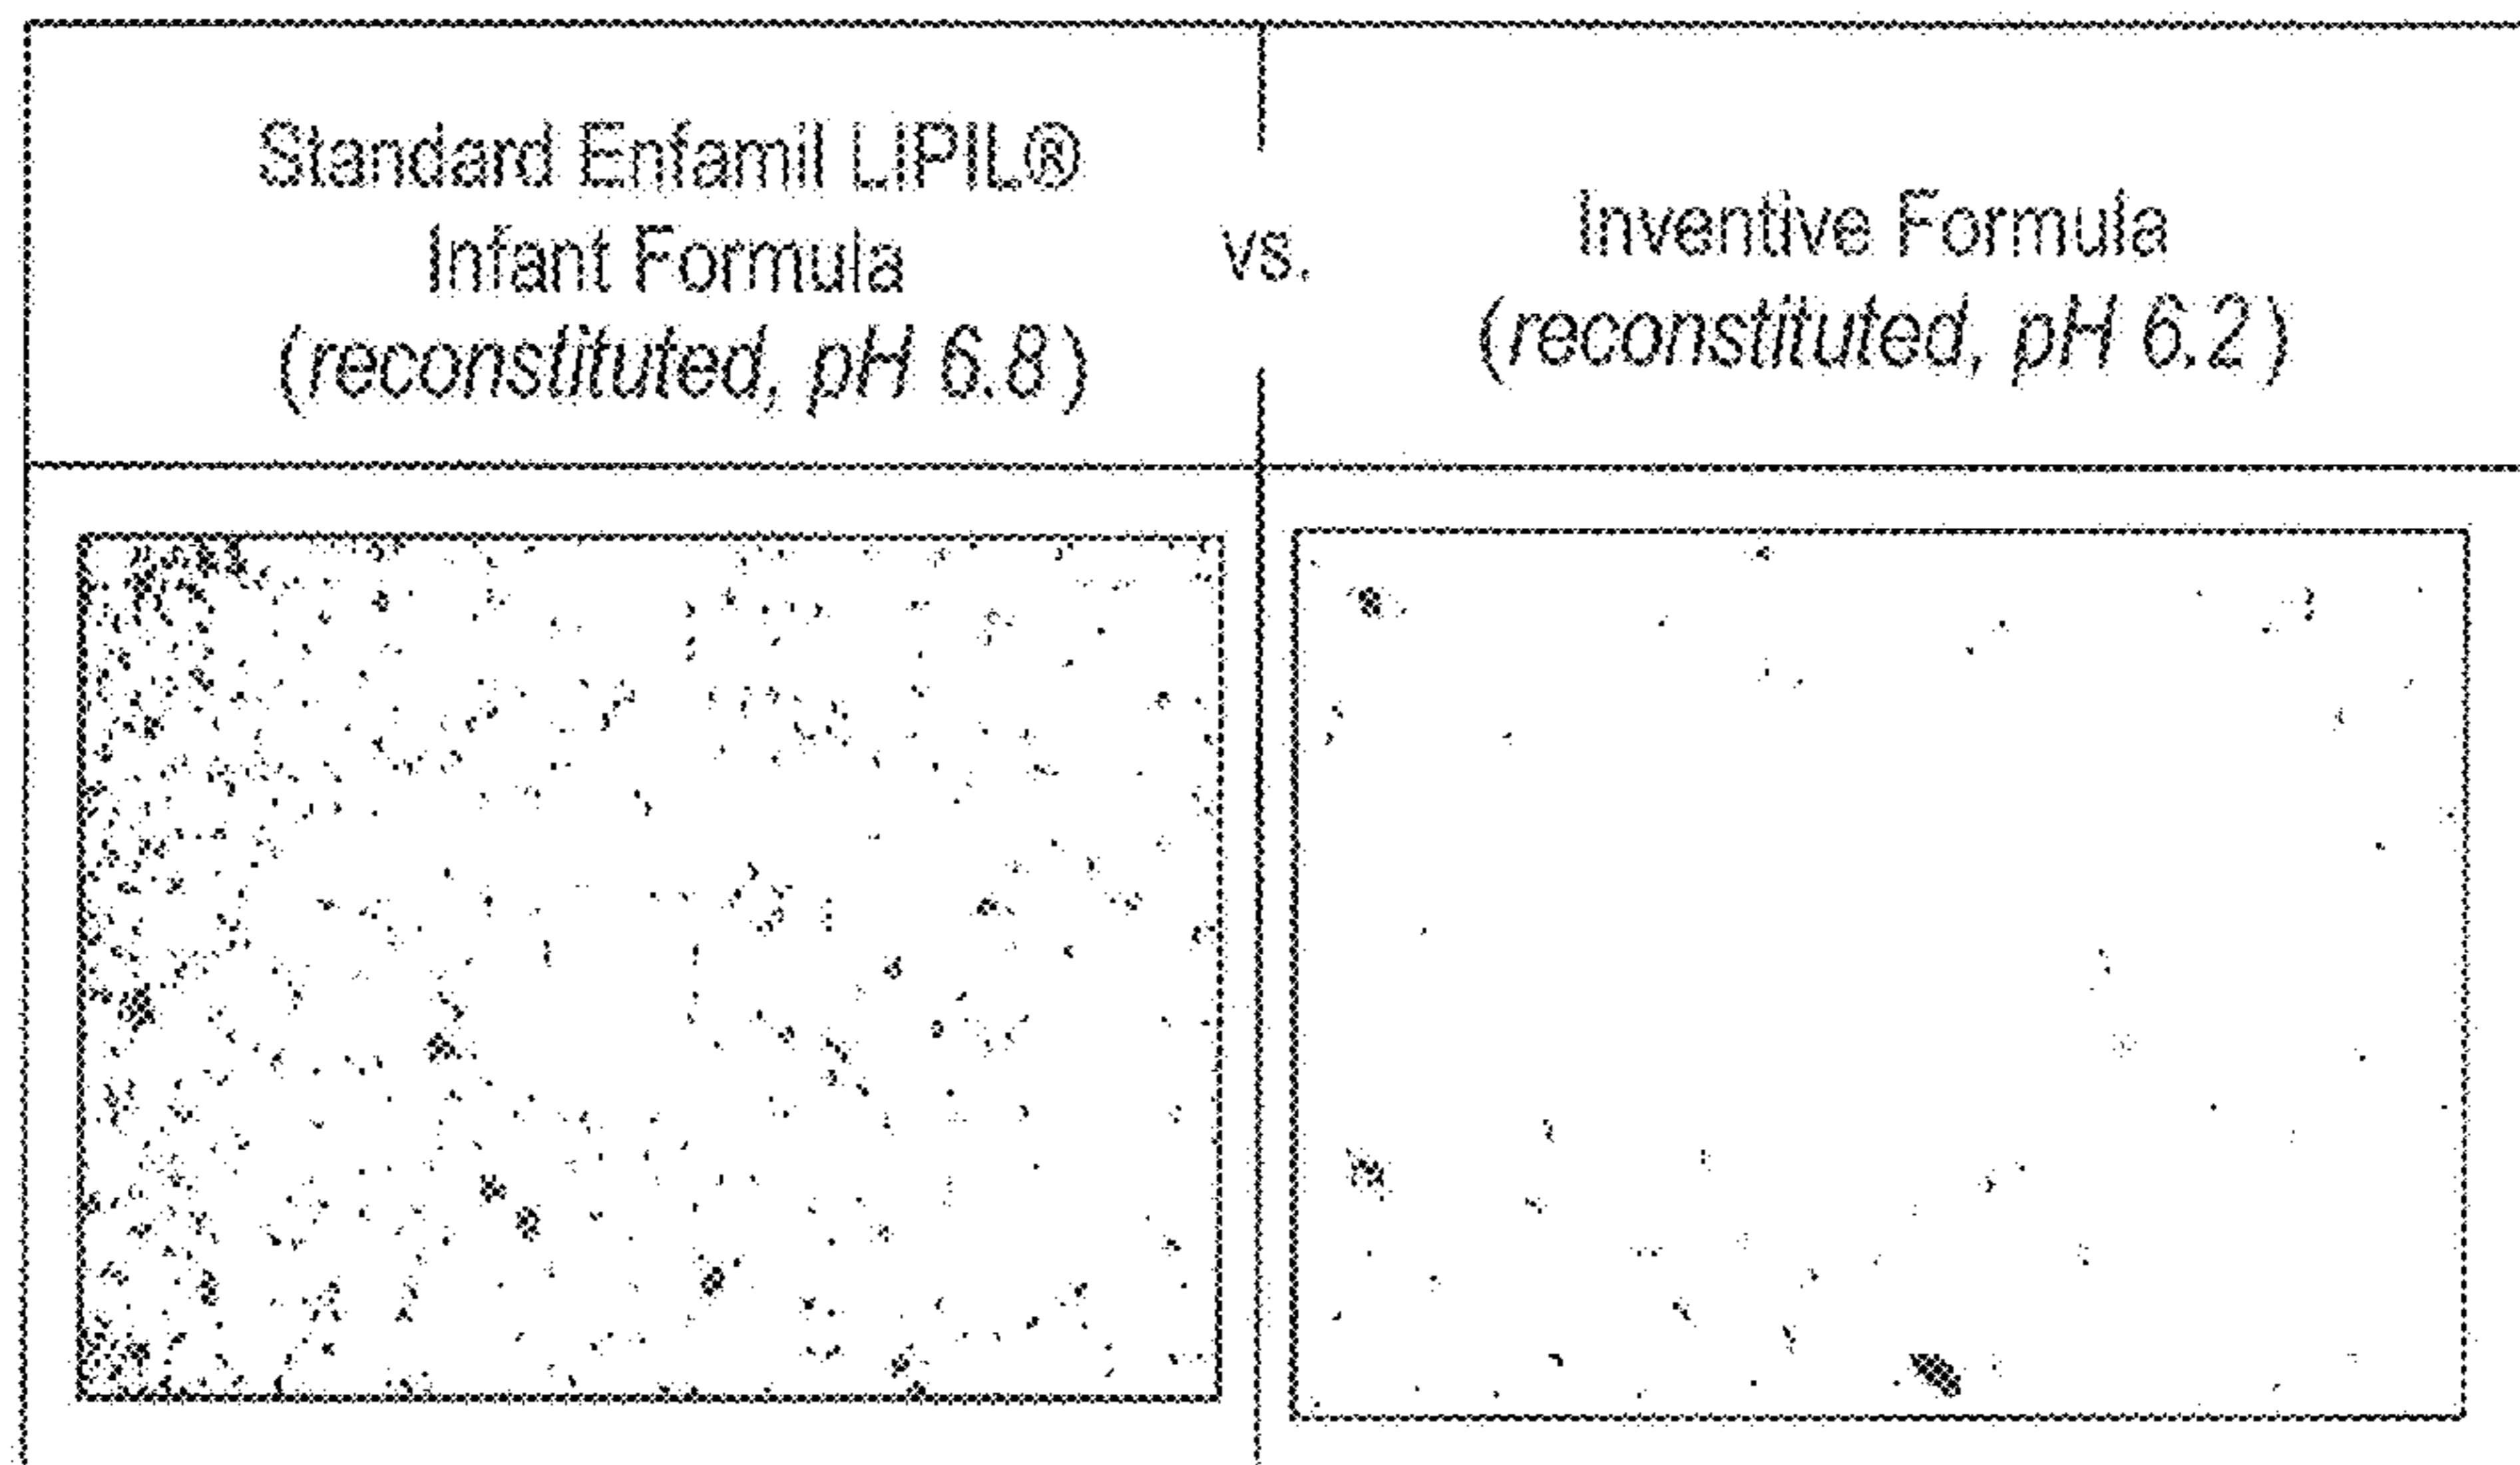 Standard Enfamil LIPIL®
Infant Formula
(reconstituted, pH 6.8)
vs.
Inventive Formula
(reconstituted, pH 6.2)